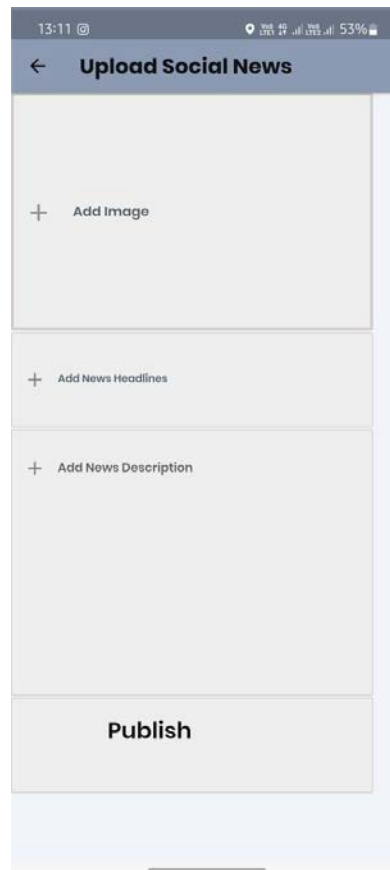 13:11 53%
Upload Social News
Add Image
Add News Headlines
Add News Description
Publish